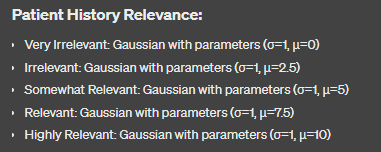 Patient History Relevance:
• Very Irrelevant: Gaussian with parameters (σ=1, μ=0)
• Irrelevant: Gaussian with parameters (σ=1, μ=2.5)
• Somewhat Relevant: Gaussian with parameters (σ=1, μ=5)
• Relevant: Gaussian with parameters (σ=1, μ=7.5)
• Highly Relevant: Gaussian with parameters (σ=1, μ=10)